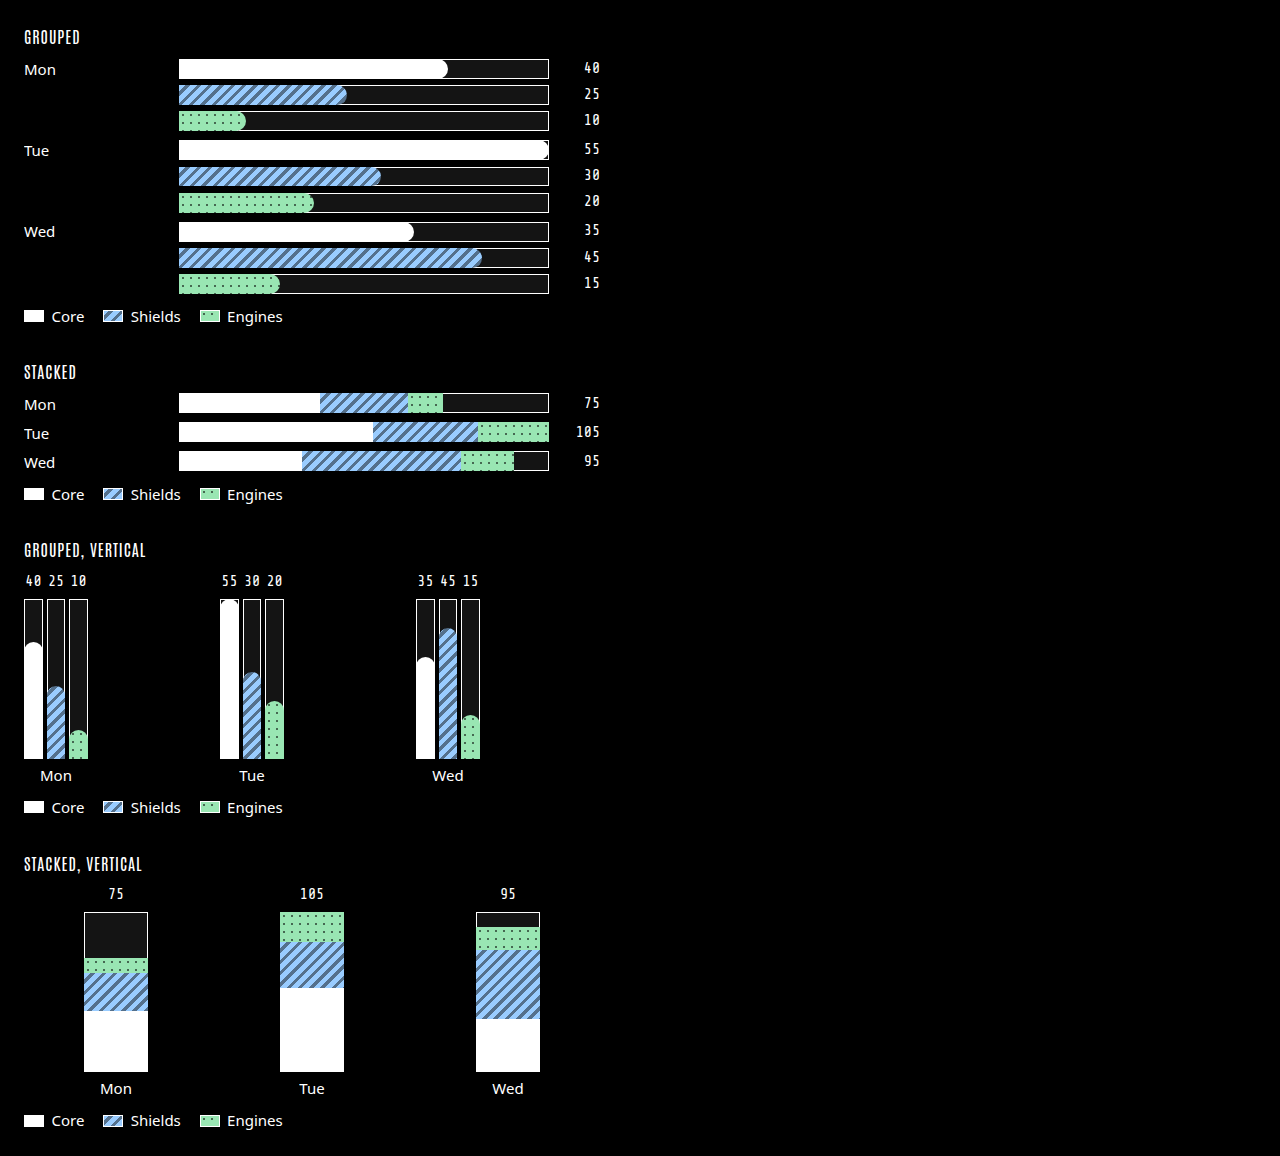 GROUPED
Mon 40
25
10
Tue 55
30
20
Wed 35
45
15
Core Shields Engines
STACKED
Mon 75
Tue 105
Wed 95
Core Shields Engines
GROUPED, VERTICAL
40 25 10 55 30 20 35 45 15
Mon Tue Wed
Core Shields Engines
STACKED, VERTICAL
75 105 95
Mon Tue Wed
Core Shields Engines